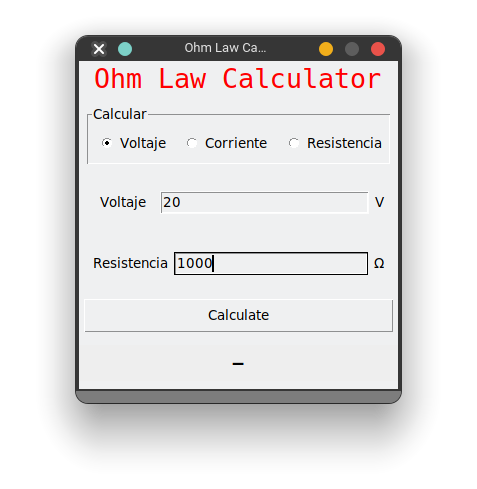 Ohm Law Ca...
Ohm Law Calculator
Calcular
Voltaje Corriente Resistencia
Voltaje 20 V
Resistencia 1000 Ω
Calculate
–